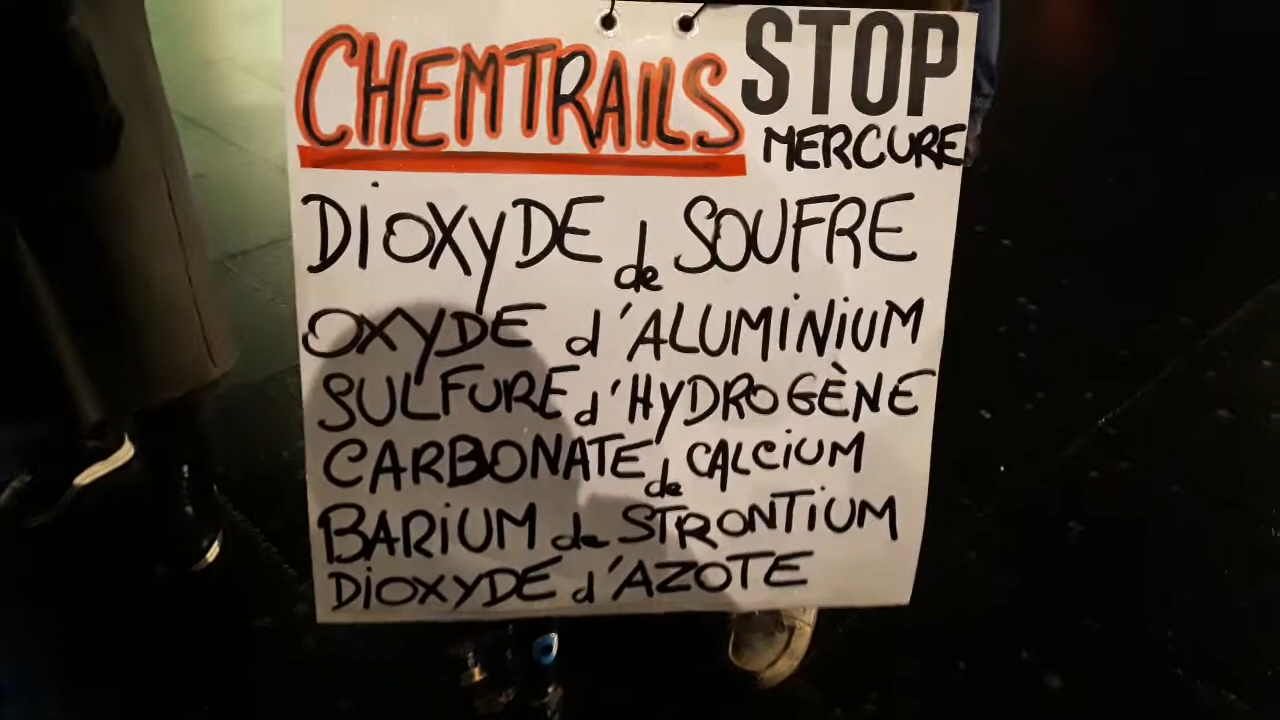 CHEMTRAILS STOP
MERCURE
DiOXyDE de SOUFRE
OXYDE d'ALUMiNiUM
SULFURE d'HYDROGÈNE
CARBONATE de CALCiUM
BARiUM de STRONTiUM
DiOXYDE d'AZOTE